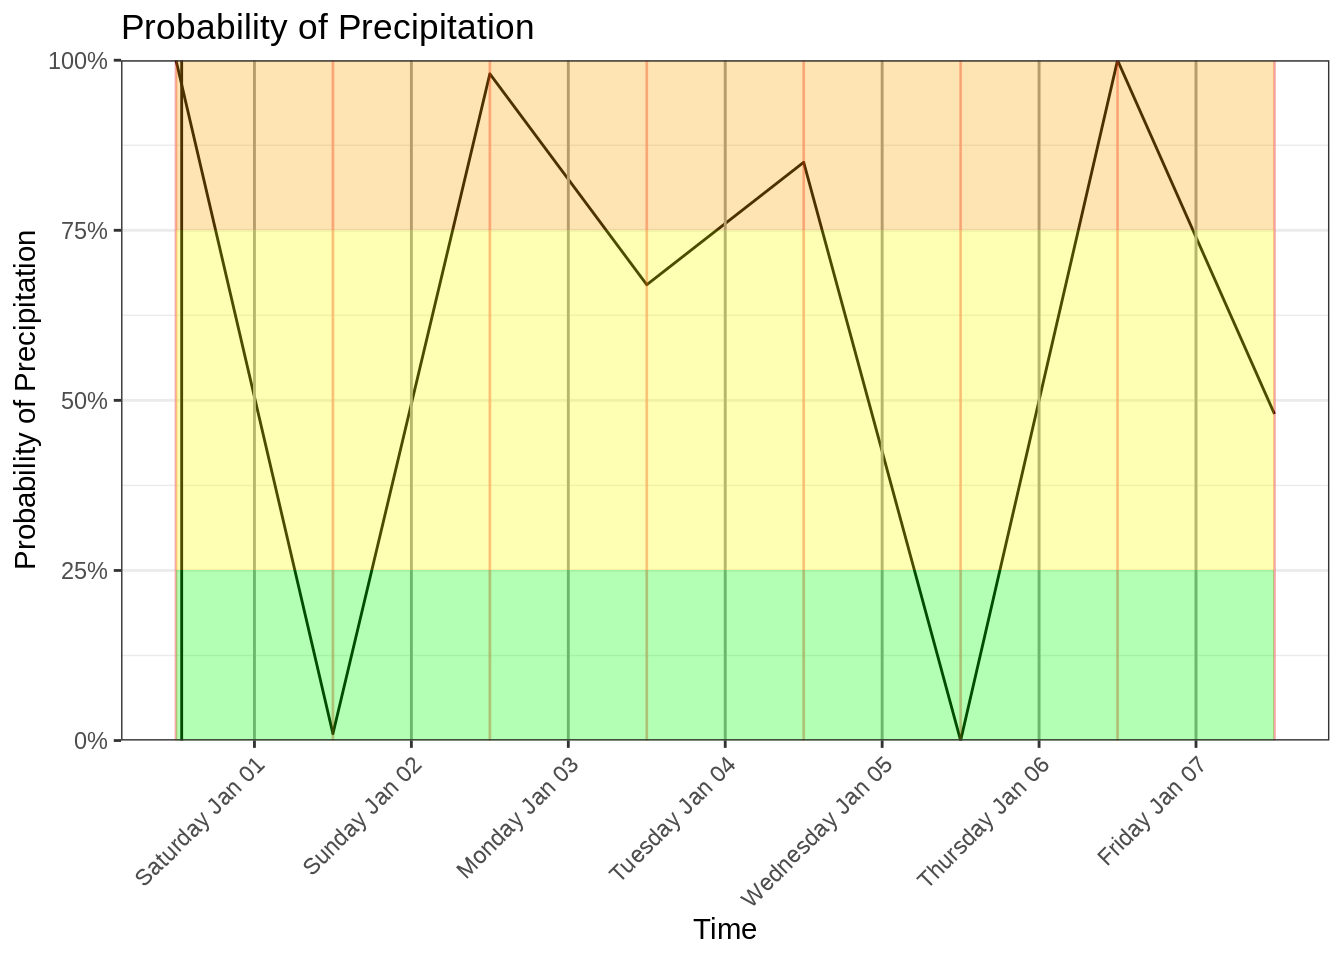 Probability of Precipitation
Probability of Precipitation
100%
75%
50%
25%
0%
Saturday Jan 01
Sunday Jan 02
Monday Jan 03
Tuesday Jan 04
Wednesday Jan 05
Thursday Jan 06
Friday Jan 07
Time